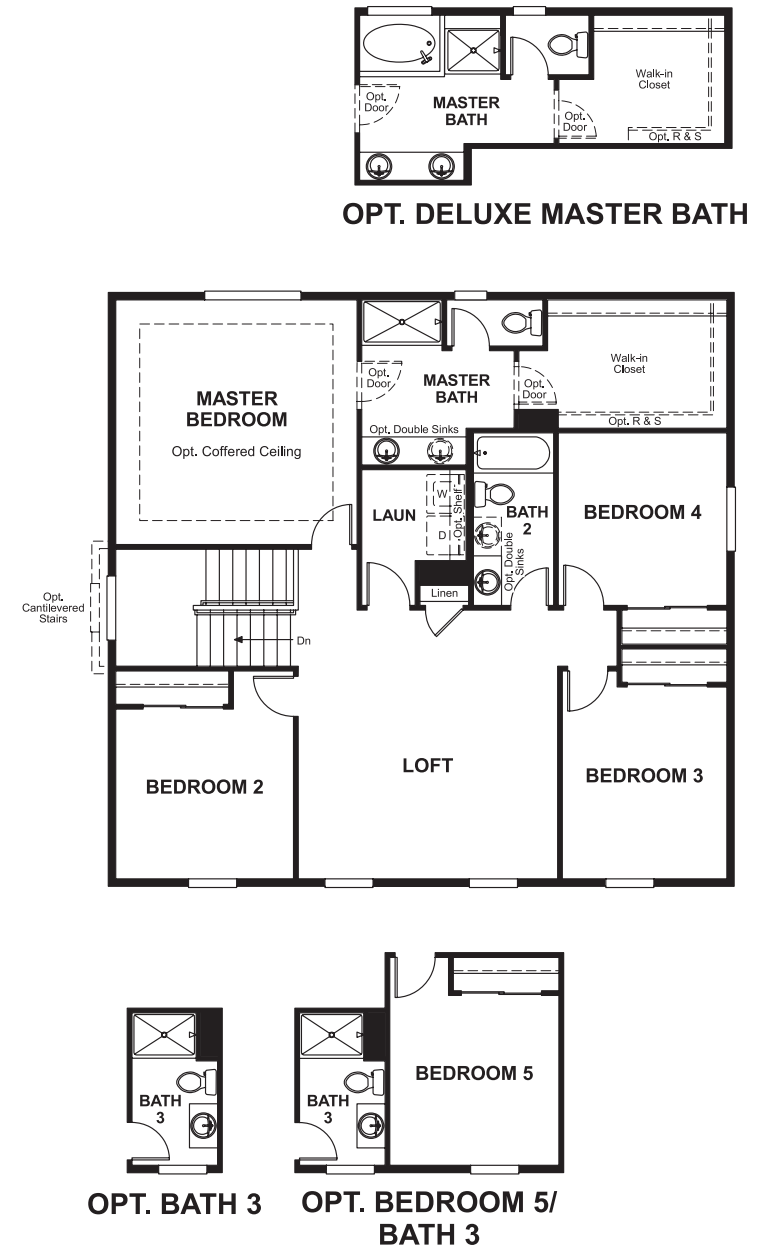 Opt.
Door
MASTER
BATH
Walk-in
Closet
Opt.
Door
Opt. R & S
OPT. DELUXE MASTER BATH
MASTER
BEDROOM
Opt. Coffered Ceiling
Opt.
Door
MASTER
BATH
Opt.
Door
Walk-in
Closet
Opt. R & S
Opt. Double Sinks
LAUN
W
D
Opt. Shelf
BATH
2
Opt. Double
Sinks
BEDROOM 4
Linen
Opt.
Cantilevered
Stairs
Dn
BEDROOM 2
LOFT
BEDROOM 3
BATH
3
OPT. BATH 3
BATH
3
BEDROOM 5
OPT. BEDROOM 5/
BATH 3